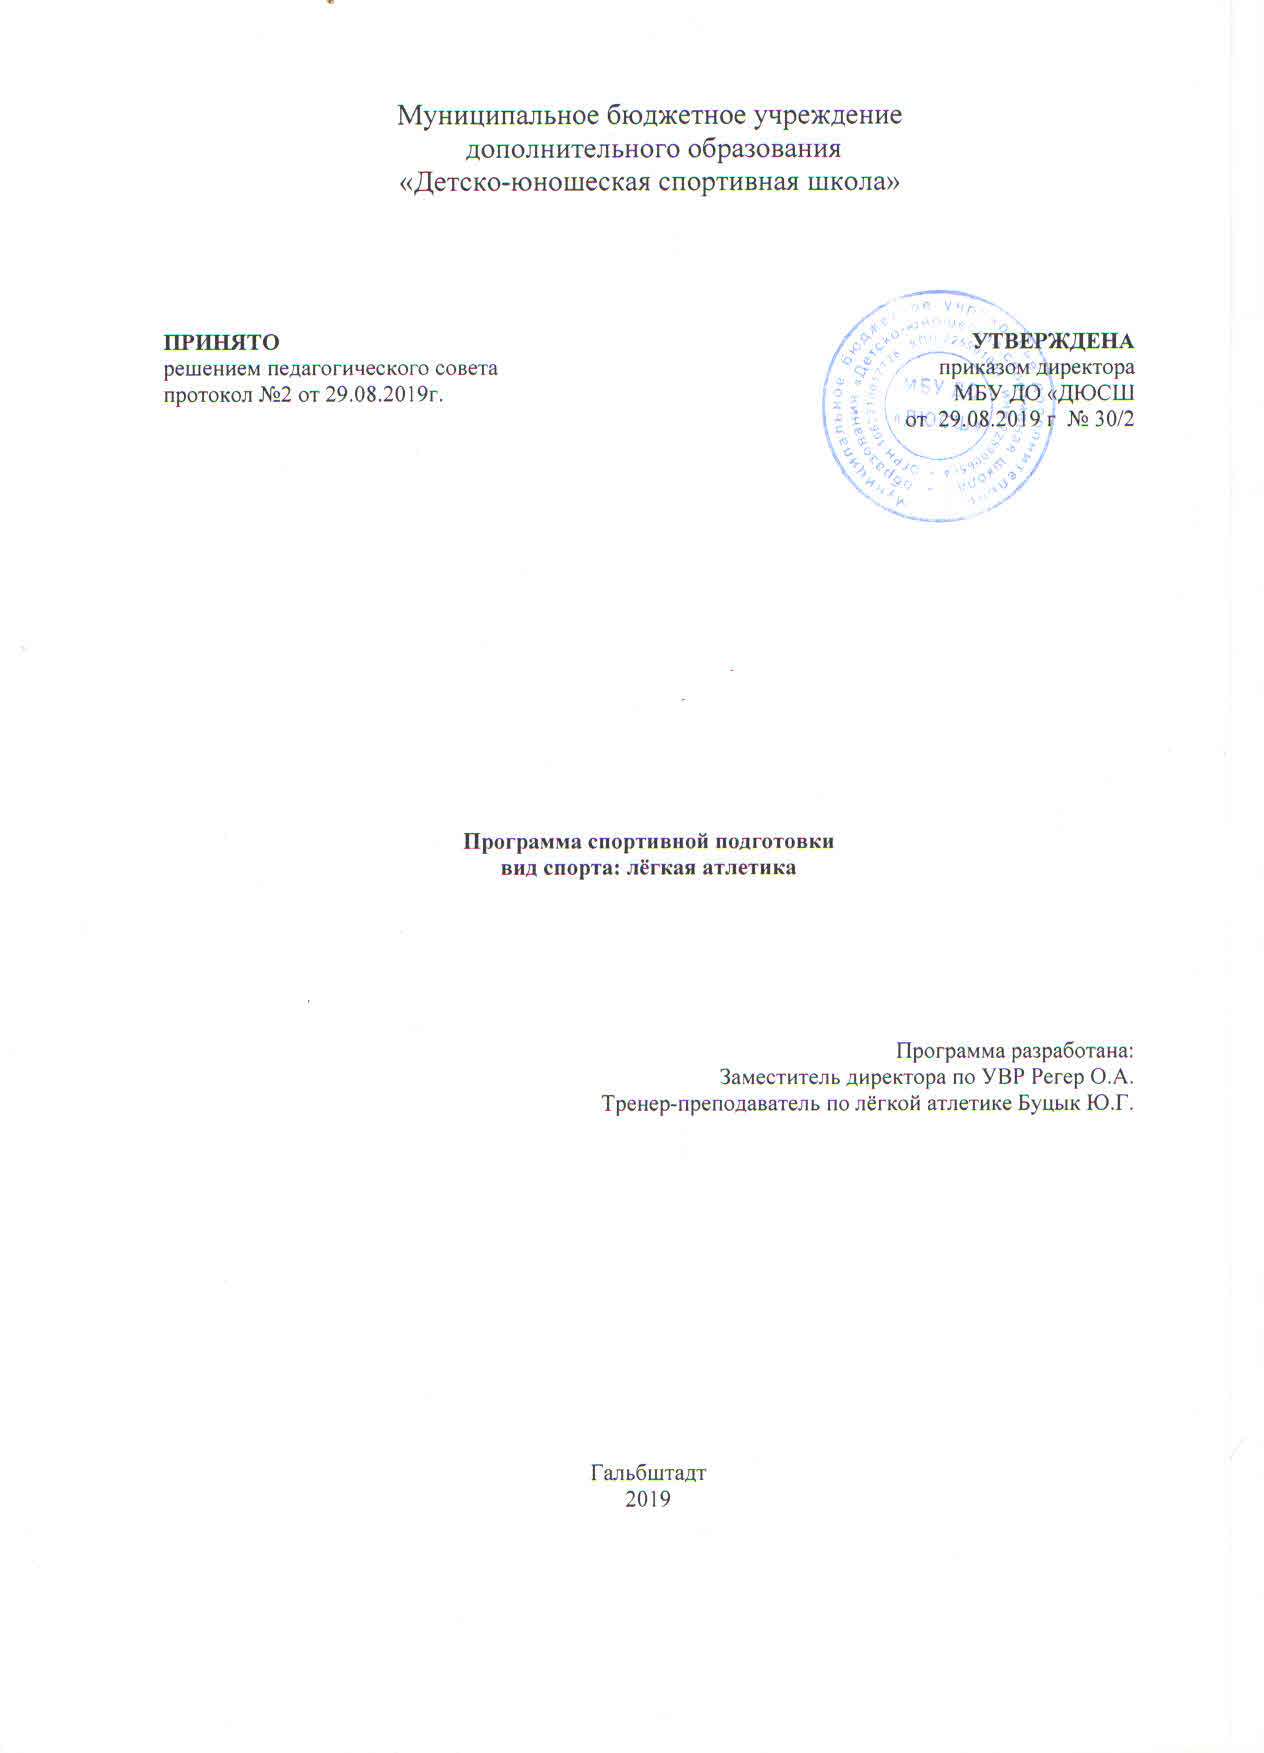 Муниципальное бюджетное учреждение
дополнительного образования
«Детско-юношеская спортивная школа»
ПРИНЯТО
решением педагогического совета
протокол №2 от 29.08.2019г.
УТВЕРЖДЕНА
приказом директора
МБУ ДО «ДЮСШ
от 29.08.2019 г № 30/2
Программа спортивной подготовки
вид спорта: лёгкая атлетика
Программа разработана:
Заместитель директора по УВР Регер О.А.
Тренер-преподаватель по лёгкой атлетике Буцык Ю.Г.
Гальбштадт
2019